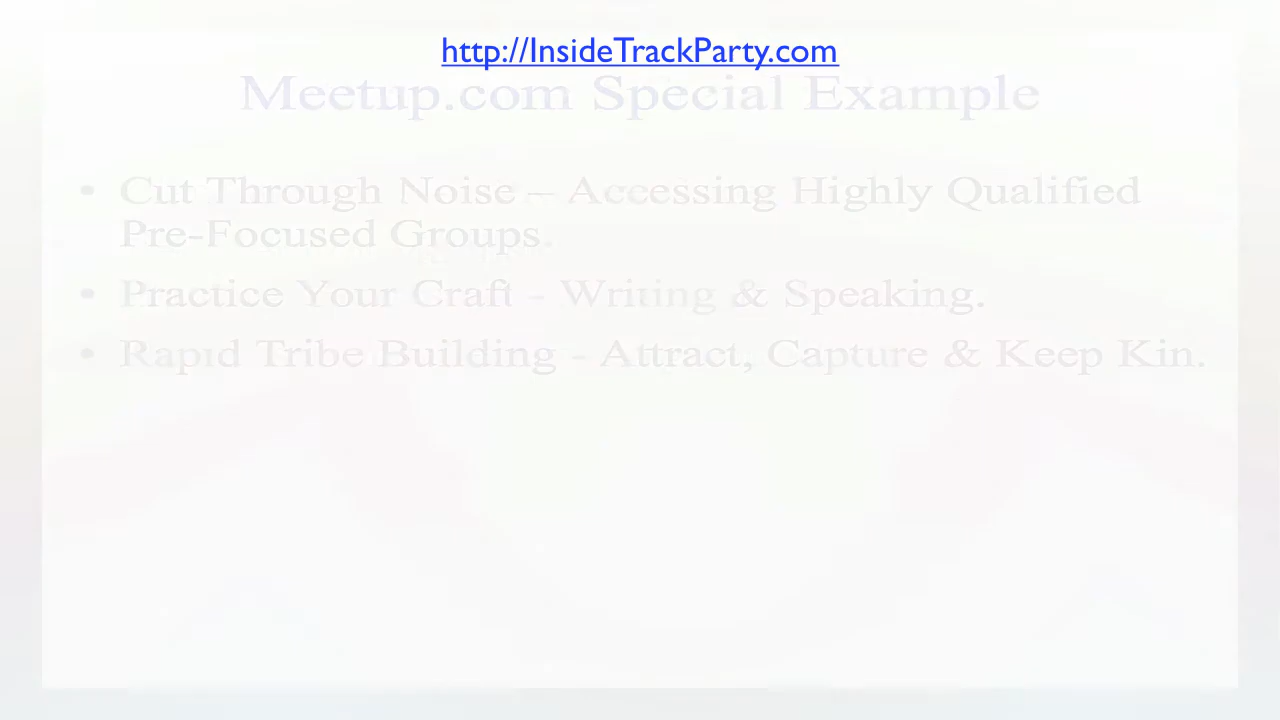 http://InsideTrackParty.com
Meetup.com Special Example
• Cut Through Noise – Accessing Highly Qualified
Pre-Focused Groups.
• Practice Your Craft - Writing & Speaking.
• Rapid Tribe Building - Attract, Capture & Keep Kin.